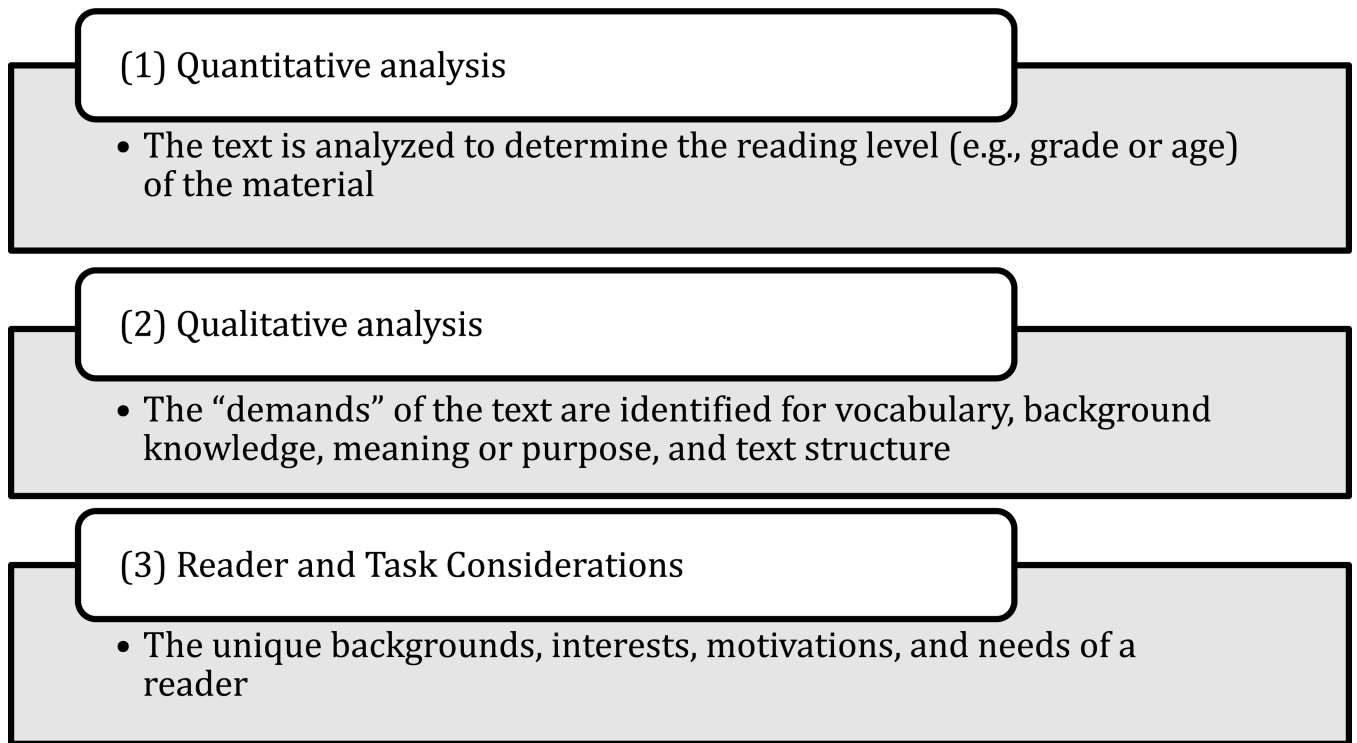 (1) Quantitative analysis
• The text is analyzed to determine the reading level (e.g., grade or age)
of the material
(2) Qualitative analysis
• The “demands” of the text are identified for vocabulary, background
knowledge, meaning or purpose, and text structure
(3) Reader and Task Considerations
• The unique backgrounds, interests, motivations, and needs of a
reader